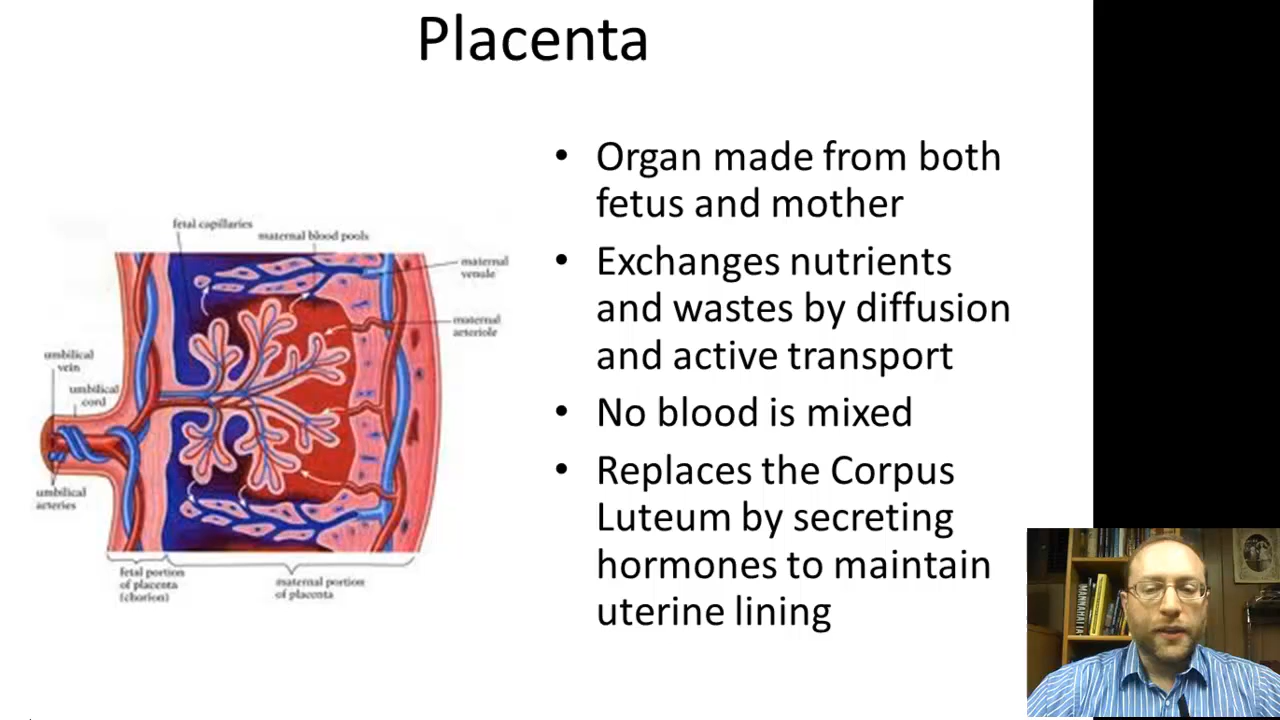 Placenta
• Organ made from both
fetus and mother
• Exchanges nutrients
and wastes by diffusion
and active transport
• No blood is mixed
• Replaces the Corpus
Luteum by secreting
hormones to maintain
uterine lining
fetal capillaries
maternal blood pools
maternal
venule
maternal
arteriole
umbilical
vein
umbilical
cord
umbilical
arteries
fetal portion
of placenta
(chorion)
maternal portion
of placenta
MANNAHATTA